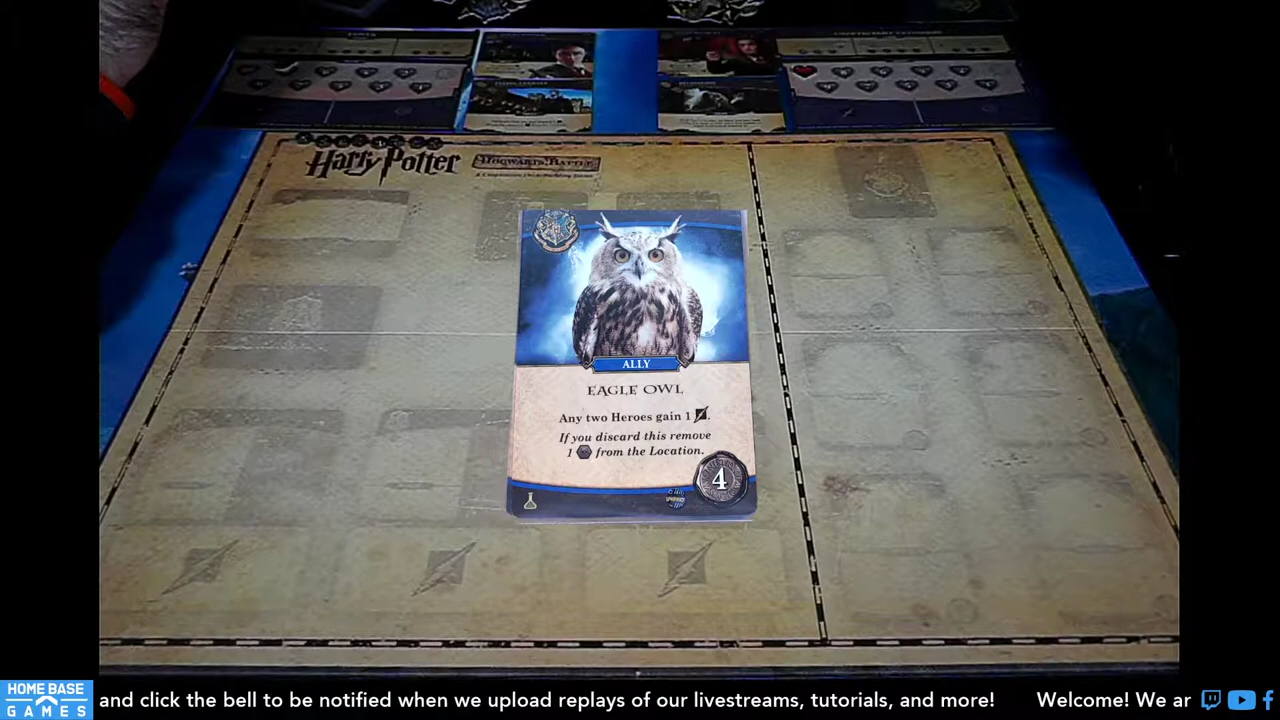 Harry Potter
HOGWARTS BATTLE
ALLY
EAGLE OWL
Any two Heroes gain 1 .
If you discard this remove
1 from the Location.
4
HOME BASE
GAMES
and click the bell to be notified when we upload replays of our livestreams, tutorials, and more! Welcome! We ar